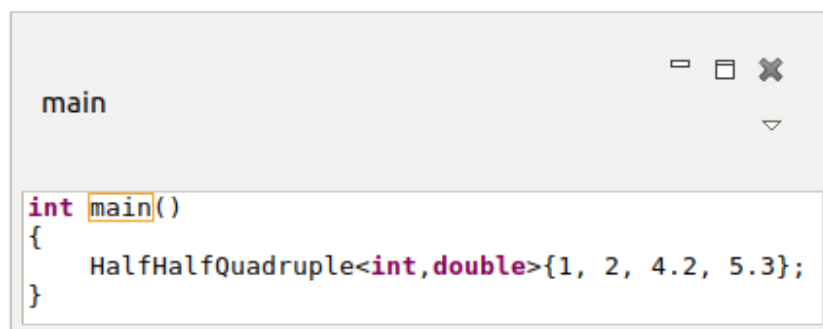 main
int main()
{
    HalfHalfQuadruple<int,double>{1, 2, 4.2, 5.3};
}